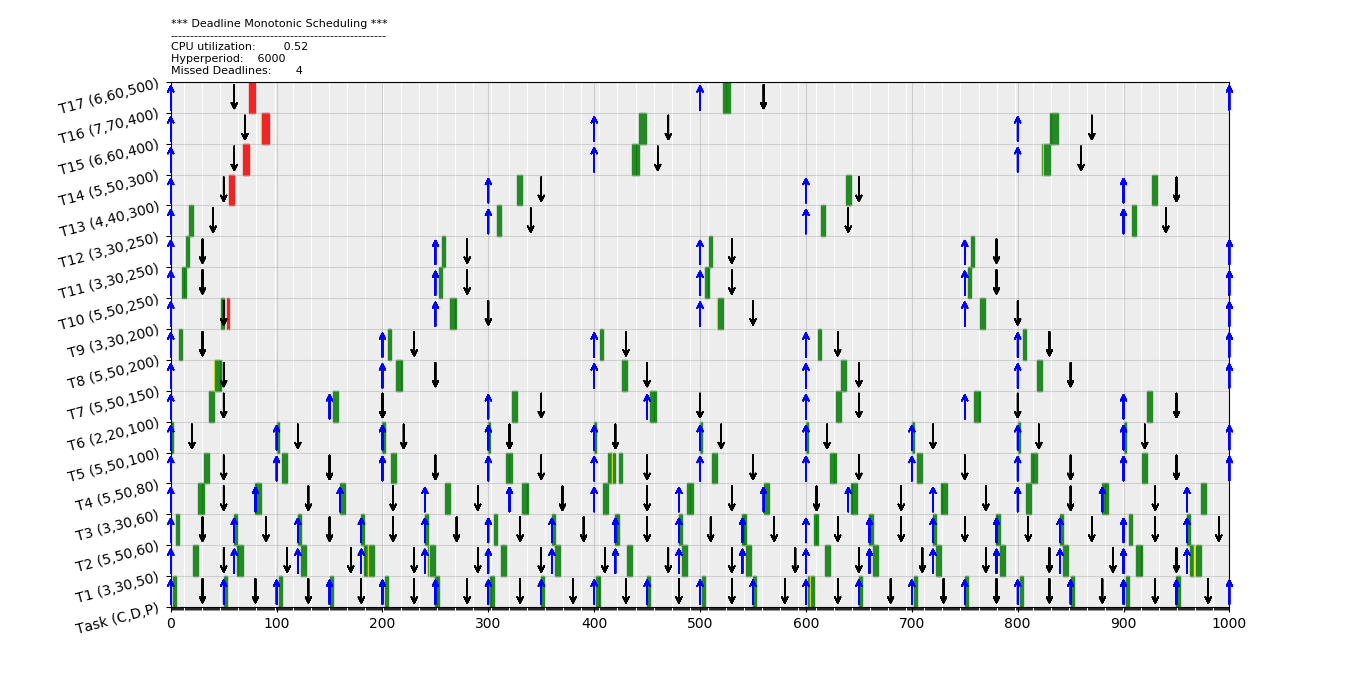 *** Deadline Monotonic Scheduling ***
------------------------------------------------------
CPU utilization: 0.52
Hyperperiod: 6000
Missed Deadlines: 4
T17 (6,60,500)
T16 (7,70,400)
T15 (6,60,400)
T14 (5,50,300)
T13 (4,40,300)
T12 (3,30,250)
T11 (3,30,250)
T10 (5,50,250)
T9 (3,30,200)
T8 (5,50,200)
T7 (5,50,150)
T6 (2,20,100)
T5 (5,50,100)
T4 (5,50,80)
T3 (3,30,60)
T2 (5,50,60)
T1 (3,30,50)
Task (C,D,P)
0 100 200 300 400 500 600 700 800 900 1000